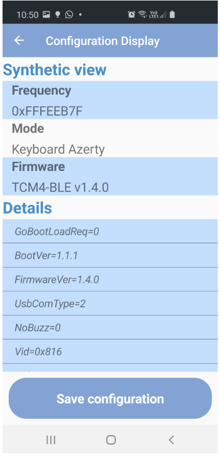 10:50
Configuration Display
Synthetic view
Frequency
0xFFFEEB7F
Mode
Keyboard Azerty
Firmware
TCM4-BLE v1.4.0
Details
GoBootLoadReq=0
BootVer=1.1.1
FirmwareVer=1.4.0
UsbComType=2
NoBuzz=0
Vid=0x816
Save configuration